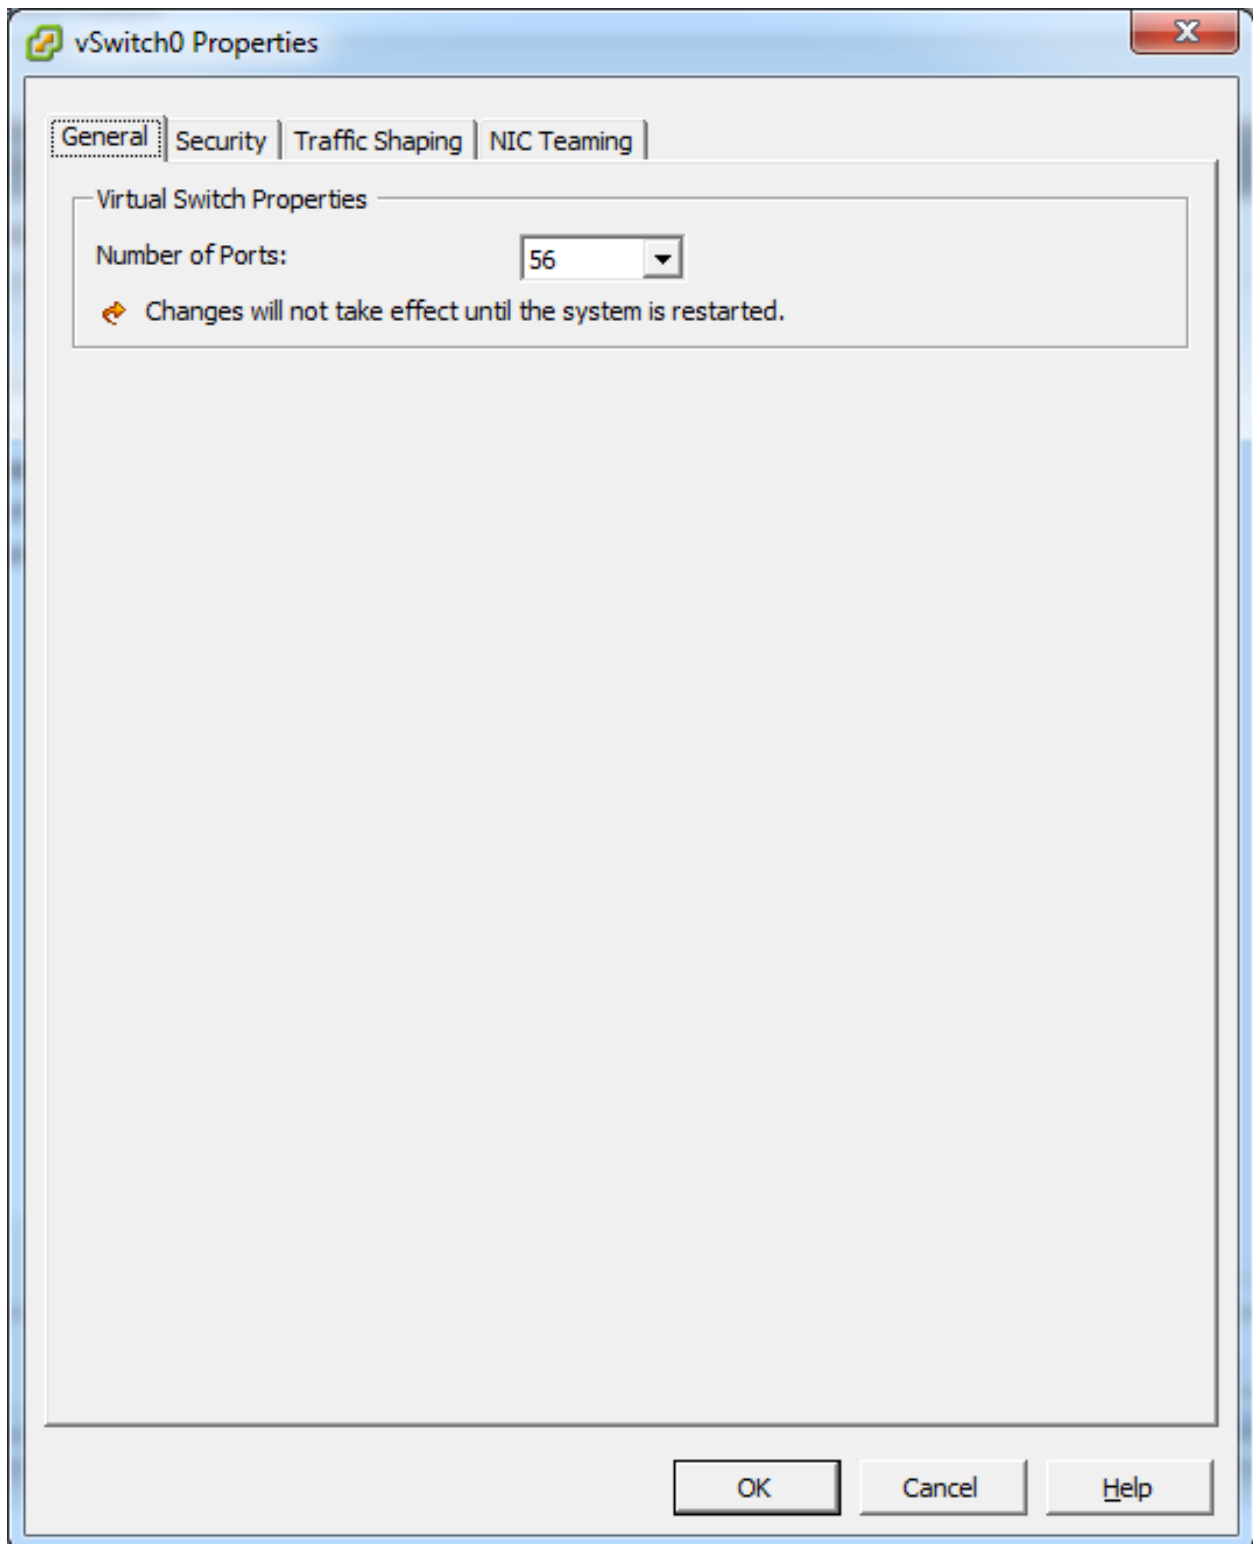 vSwitch0 Properties
General
Security
Traffic Shaping
NIC Teaming
Virtual Switch Properties
Number of Ports:
56
Changes will not take effect until the system is restarted.
OK
Cancel
Help